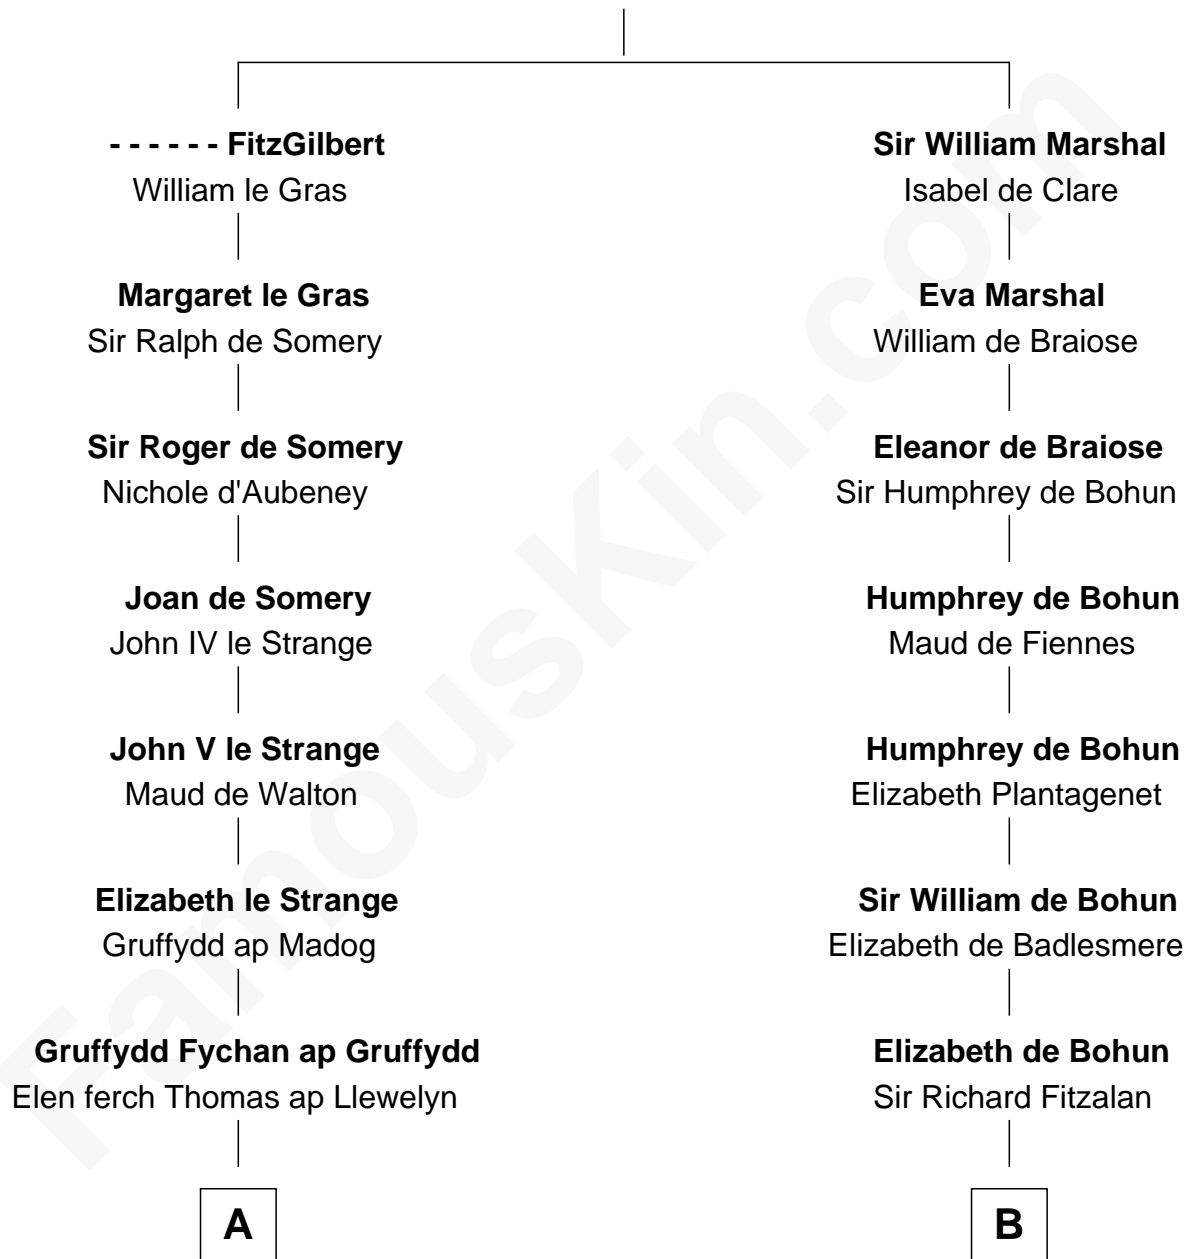 - - - - - - FitzGilbert
William le Gras
Margaret le Gras
Sir Ralph de Somery
Sir Roger de Somery
Nichole d'Aubeney
Joan de Somery
John IV le Strange
John V le Strange
Maud de Walton
Elizabeth le Strange
Gruffydd ap Madog
Gruffydd Fychan ap Gruffydd
Elen ferch Thomas ap Llewelyn
A
Sir William Marshal
Isabel de Clare
Eva Marshal
William de Braiose
Eleanor de Braiose
Sir Humphrey de Bohun
Humphrey de Bohun
Maud de Fiennes
Humphrey de Bohun
Elizabeth Plantagenet
Sir William de Bohun
Elizabeth de Badlesmere
Elizabeth de Bohun
Sir Richard Fitzalan
B
FamousKin.com